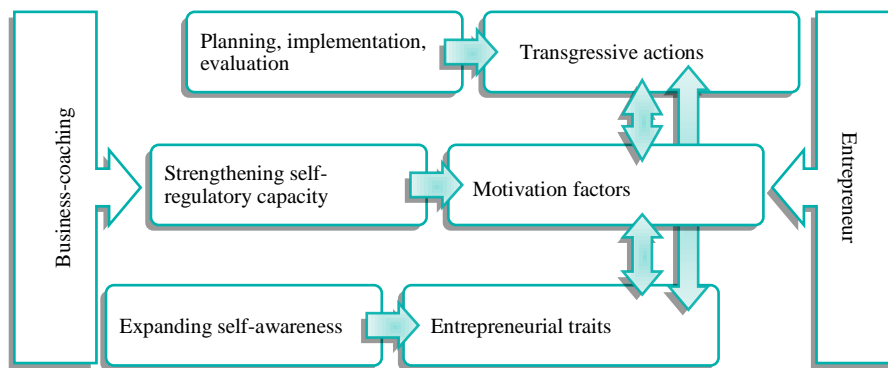 Business-coaching
Planning, implementation,
evaluation
Transgressive actions
Strengthening self-
regulatory capacity
Motivation factors
Expanding self-awareness
Entrepreneurial traits
Entrepreneur